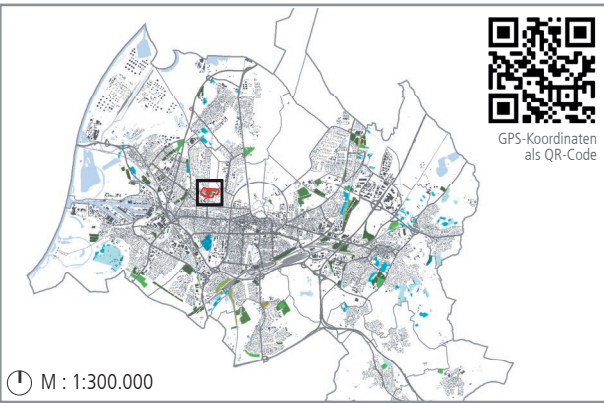 GPS-Koordinaten
als QR-Code
M : 1:300.000